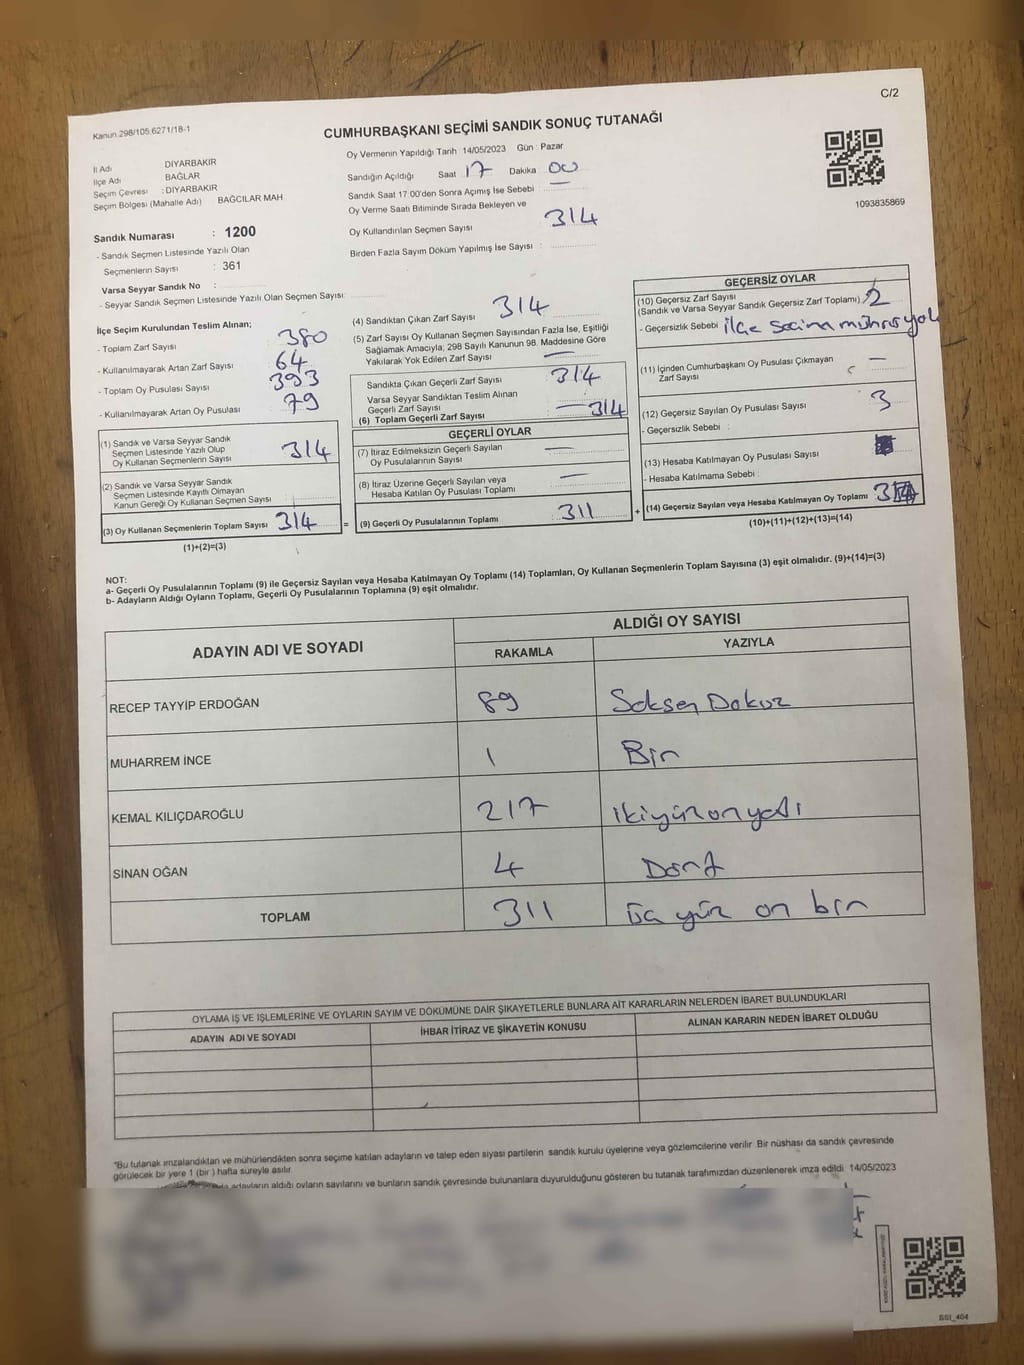 C/2
Kanun.298/105.6271/18-1
CUMHURBAŞKANI SEÇİMİ SANDIK SONUÇ TUTANAĞI
İl Adı DİYARBAKIR
İlçe Adı BAĞLAR
Seçim Çevresi : DİYARBAKIR
Seçim Bölgesi (Mahalle Adı) BAĞCILAR MAH
Sandık Numarası : 1200
- Sandık Seçmen Listesinde Yazılı Olan
Seçmenlerin Sayısı : 361
Varsa Seyyar Sandık No :
- Seyyar Sandık Seçmen Listesinde Yazılı Olan Seçmen Sayısı:
Oy Vermenin Yapıldığı Tarih 14/05/2023 Gün : Pazar
Sandığın Açıldığı Saat 17 Dakika 00
Sandık Saat 17:00'den Sonra Açımış İse Sebebi : —
Oy Verme Saati Bitiminde Sırada Bekleyen ve
Oy Kullandırılan Seçmen Sayısı 314
Birden Fazla Sayım Döküm Yapılmış İse Sayısı :
1093835869
İlçe Seçim Kurulundan Teslim Alınan;
- Toplam Zarf Sayısı 380
- Kullanılmayarak Artan Zarf Sayısı 64
- Toplam Oy Pusulası Sayısı 393
- Kullanılmayarak Artan Oy Pusulası 79
(1) Sandık ve Varsa Seyyar Sandık
Seçmen Listesinde Yazılı Olup
Oy Kullanan Seçmenlerin Sayısı 314
(2) Sandık ve Varsa Seyyar Sandık
Seçmen Listesinde Kayıtlı Olmayan
Kanun Gereği Oy Kullanan Seçmen Sayısı
(3) Oy Kullanan Seçmenlerin Toplam Sayısı 314
(1)+(2)=(3)
(4) Sandıktan Çıkan Zarf Sayısı 314
(5) Zarf Sayısı Oy Kullanan Seçmen Sayısından Fazla İse, Eşitliği
Sağlamak Amacıyla, 298 Sayılı Kanunun 98. Maddesine Göre
Yakılarak Yok Edilen Zarf Sayısı —
Sandıkta Çıkan Geçerli Zarf Sayısı 314
Varsa Seyyar Sandıktan Teslim Alınan
Geçerli Zarf Sayısı —
(6) Toplam Geçerli Zarf Sayısı 314
GEÇERLİ OYLAR
(7) İtiraz Edilmeksizin Geçerli Sayılan
Oy Pusulalarının Sayısı —
(8) İtiraz Üzerine Geçerli Sayılan veya
Hesaba Katılan Oy Pusulası Toplamı —
= (9) Geçerli Oy Pusulalarının Toplamı 311
GEÇERSİZ OYLAR
(10) Geçersiz Zarf Sayısı
(Sandık ve Varsa Seyyar Sandık Geçersiz Zarf Toplamı) 2
- Geçersizlik Sebebi ilçe seçim mührü yok
(11) İçinden Cumhurbaşkanı Oy Pusulası Çıkmayan
Zarf Sayısı —
(12) Geçersiz Sayılan Oy Pusulası Sayısı 3
- Geçersizlik Sebebi :
(13) Hesaba Katılmayan Oy Pusulası Sayısı
- Hesaba Katılmama Sebebi :
+ (14) Geçersiz Sayılan veya Hesaba Katılmayan Oy Toplamı 3
(10)+(11)+(12)+(13)=(14)
NOT:
a- Geçerli Oy Pusulalarının Toplamı (9) ile Geçersiz Sayılan veya Hesaba Katılmayan Oy Toplamı (14) Toplamları, Oy Kullanan Seçmenlerin Toplam Sayısına (3) eşit olmalıdır. (9)+(14)=(3)
b- Adayların Aldığı Oyların Toplamı, Geçerli Oy Pusulalarının Toplamına (9) eşit olmalıdır.
ADAYIN ADI VE SOYADI
ALDIĞI OY SAYISI
RAKAMLA YAZIYLA
RECEP TAYYİP ERDOĞAN 89 Seksen Dokuz
MUHARREM İNCE 1 Bir
KEMAL KILIÇDAROĞLU 217 ikiyüzonyedi
SİNAN OĞAN 4 Dört
TOPLAM 311 üç yüz on bir
OYLAMA İŞ VE İŞLEMLERİNE VE OYLARIN SAYIM VE DÖKÜMÜNE DAİR ŞİKAYETLERLE BUNLARA AİT KARARLARIN NELERDEN İBARET BULUNDUKLARI
ADAYIN ADI VE SOYADI İHBAR İTİRAZ VE ŞİKAYETİN KONUSU ALINAN KARARIN NEDEN İBARET OLDUĞU
*Bu tutanak imzalandıktan ve mühürlendikten sonra seçime katılan adayların ve talep eden siyasi partilerin sandık kurulu üyelerine veya gözlemcilerine verilir. Bir nüshası da sandık çevresinde
görülecek bir yere 1 (bir ) hafta süreyle asılır.
adayların aldığı oyların sayılarını ve bunların sandık çevresinde bulunanlara duyurulduğunu gösteren bu tutanak tarafımızdan düzenlenerek imza edildi 14/05/2023